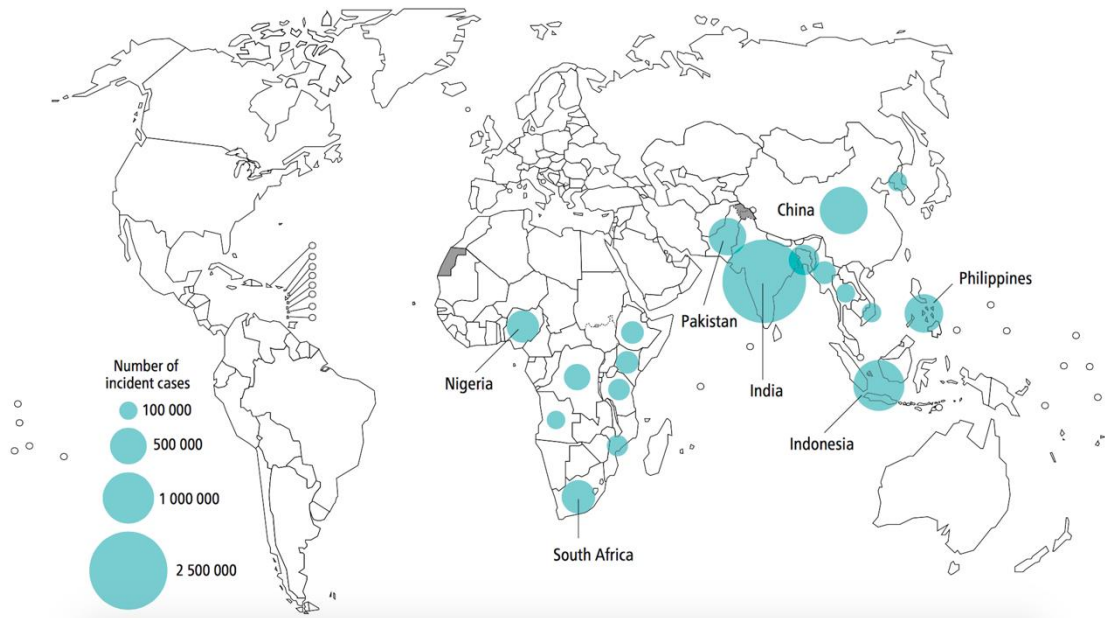 China
Philippines
Pakistan
Nigeria
India
Indonesia
South Africa
Number of
incident cases
100 000
500 000
1 000 000
2 500 000